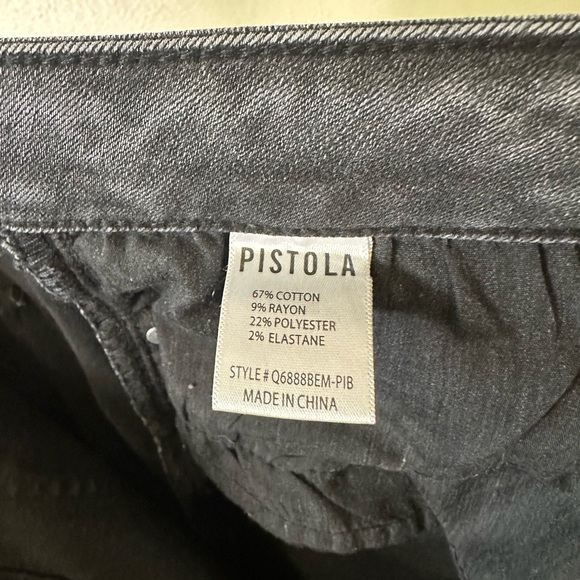 PISTOLA
67% COTTON
9% RAYON
22% POLYESTER
2% ELASTANE
STYLE # Q6888BEM-PIB
MADE IN CHINA